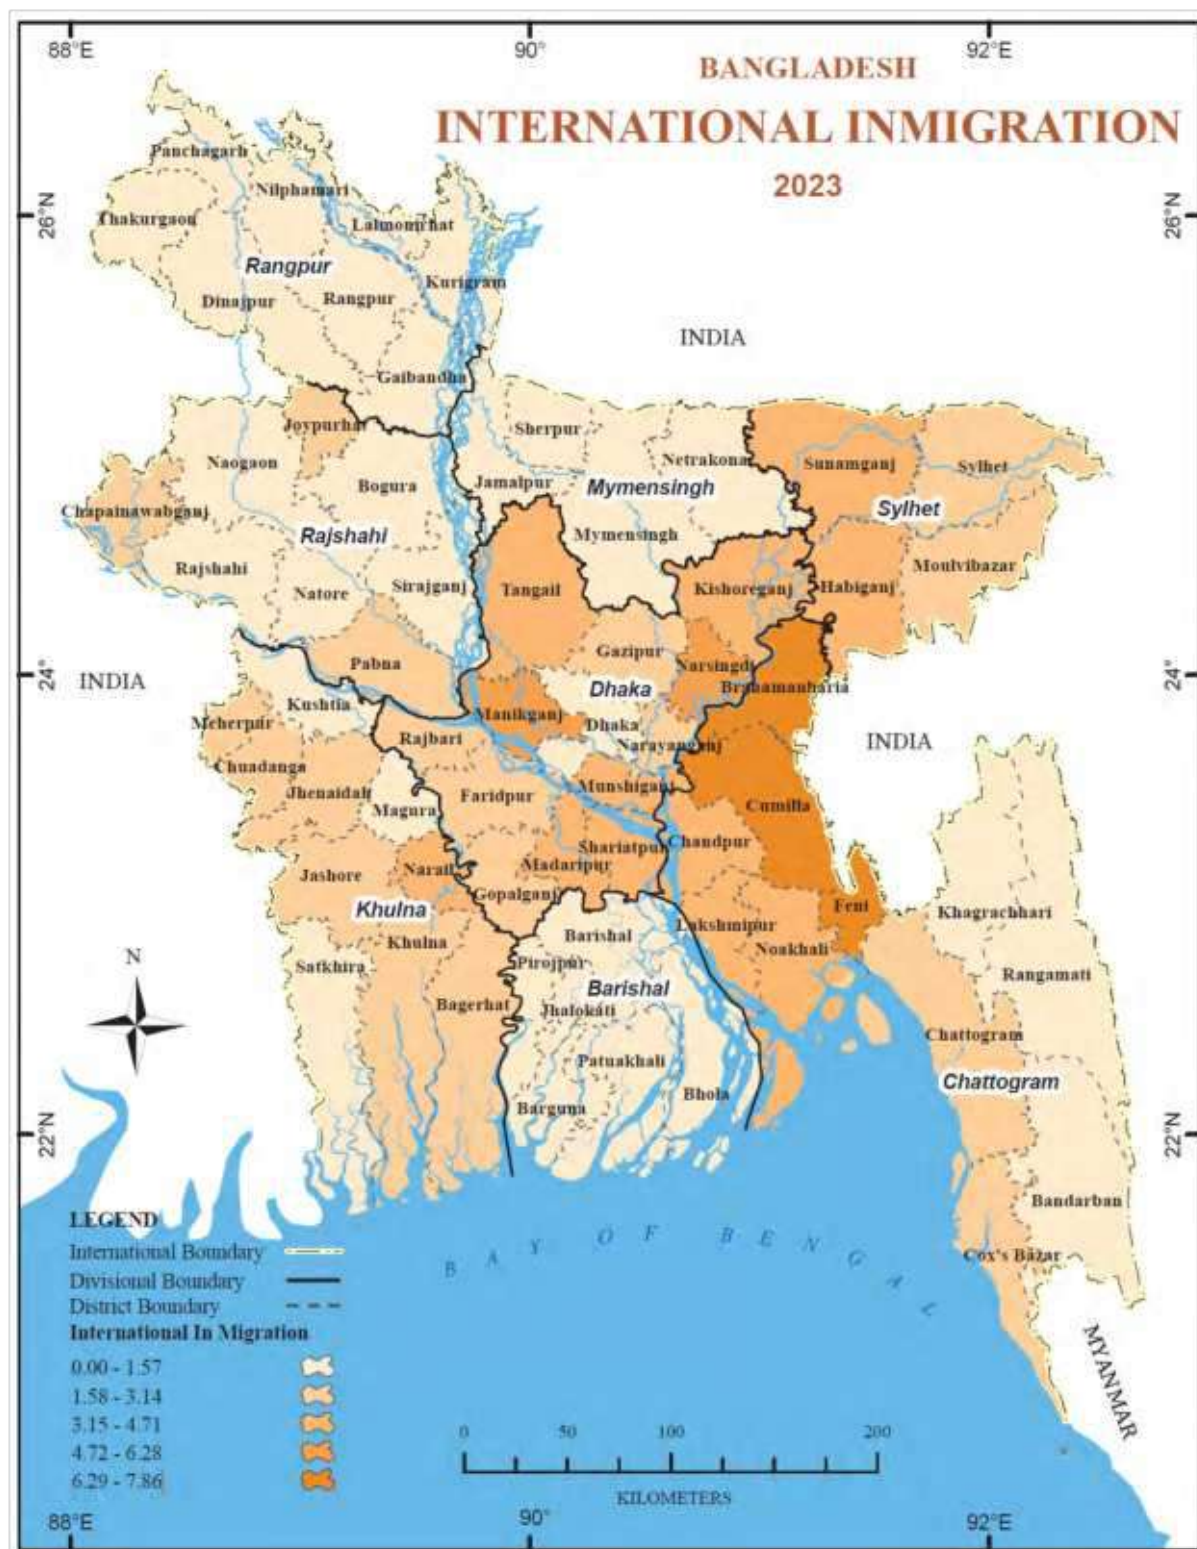 88°E
90°
92°E
BANGLADESH
INTERNATIONAL INMIGRATION
2023
26°N
26°N
Panchagarh
Nilphamari
Thakurgaon
Lalmonirhat
Rangpur
Kurigram
Dinajpur
Rangpur
INDIA
Gaibandha
Joypurhat
Sherpur
Netrakona
Sunamganj
Sylhet
Naogaon
Bogura
Jamalpur
Mymensingh
Sylhet
Chapainawabganj
Rajshahi
Mymensingh
Rajshahi
Natore
Sirajganj
Tangail
Kishoreganj
Habiganj
Moulvibazar
Gazipur
24°
INDIA
Pabna
Narsingdi
24°N
Dhaka
Brahamanbaria
Kushtia
Meherpur
Manikganj
Dhaka
Rajbari
Narayanganj
INDIA
Chuadanga
Jhenaidah
Faridpur
Munshiganj
Magura
Cumilla
Shariatpur
Chandpur
Jashore
Narail
Madaripur
Gopalganj
Feni
Khulna
Khagrachhari
Lakshmipur
N
Khulna
Barishal
Noakhali
Satkhira
Pirojpur
Rangamati
Barishal
Bagerhat
Jhalokati
Chattogram
Patuakhali
Chattogram
Bhola
Barguna
22°N
22°N
Bandarban
LEGEND
BAY OF BENGAL
International Boundary
Cox's Bazar
Divisional Boundary
District Boundary
International In Migration
MYANMAR
0.00 - 1.57
1.58 - 3.14
3.15 - 4.71
4.72 - 6.28
6.29 - 7.86
0 50 100 200
KILOMETERS
88°E
90°
92°E